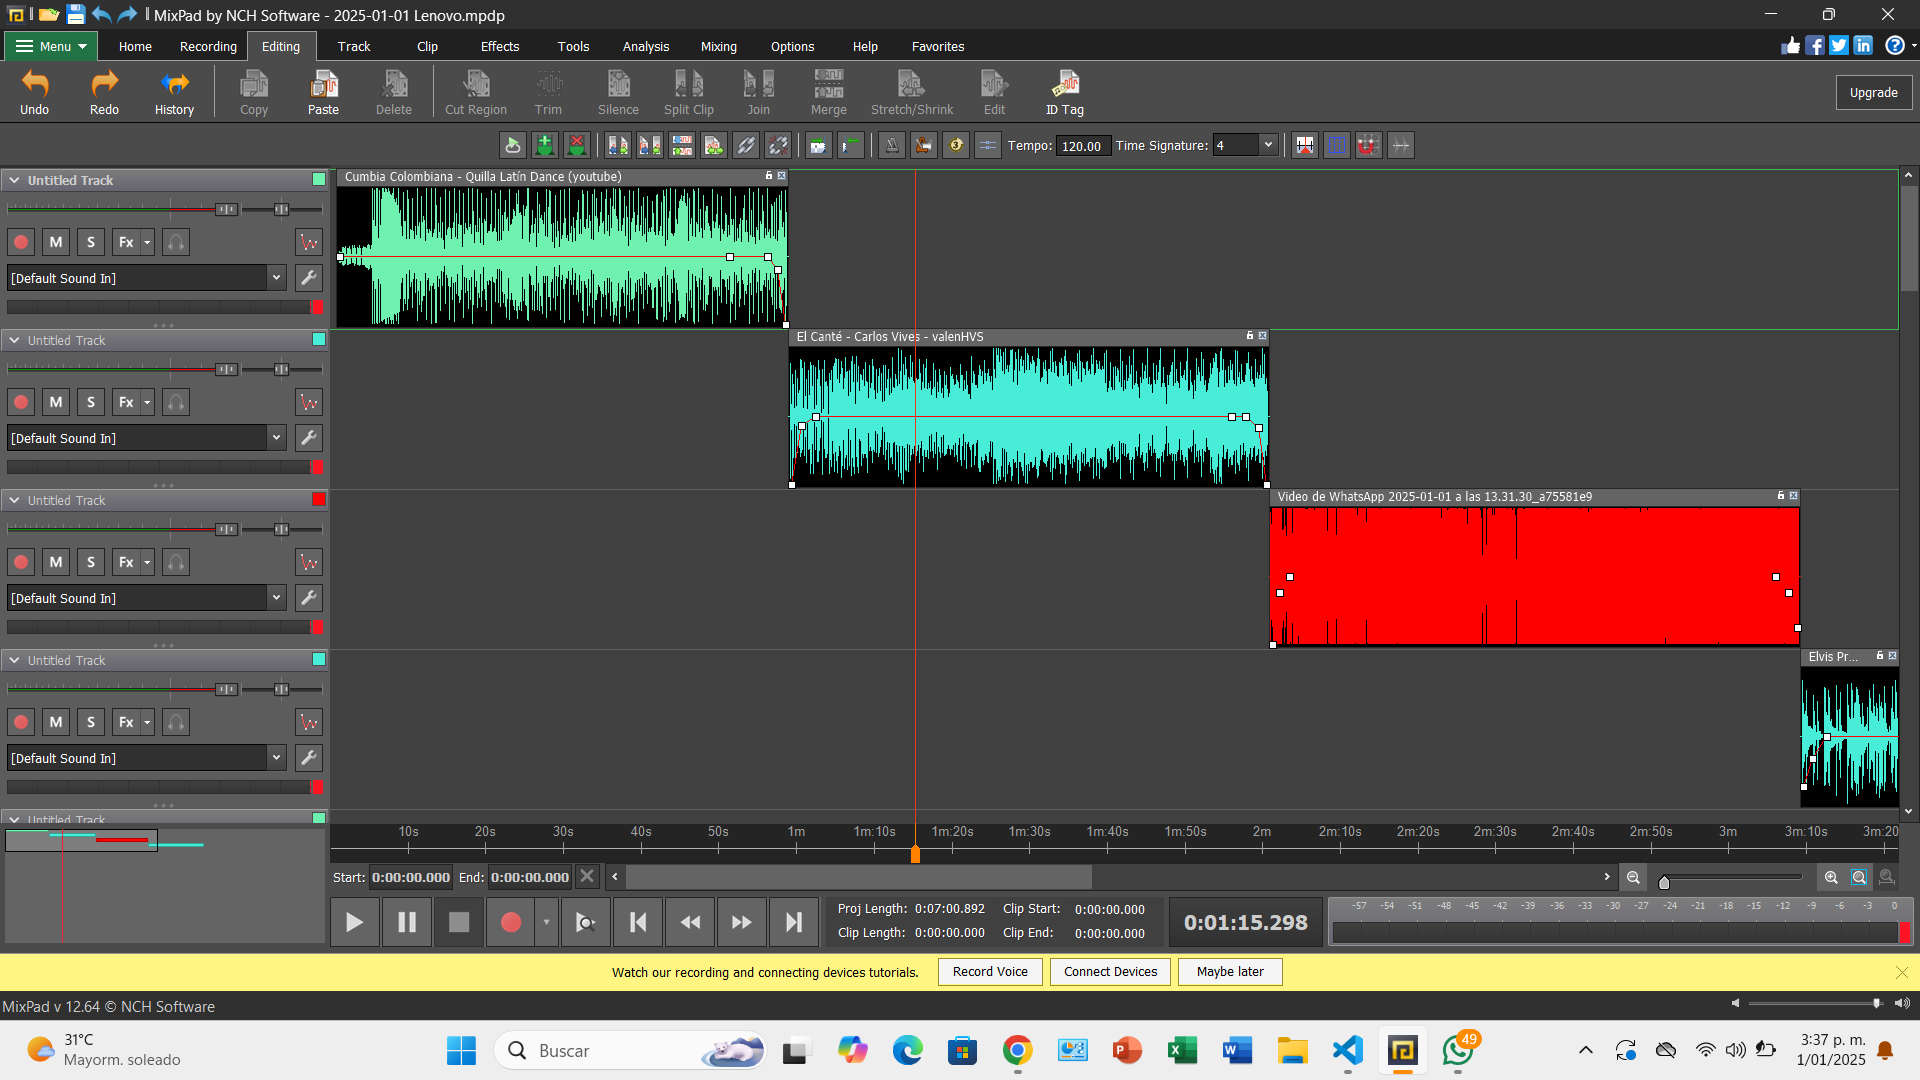 MixPad by NCH Software - 2025-01-01 Lenovo.mpdp
Menu Home Recording Editing Track Clip Effects Tools Analysis Mixing Options Help Favorites
Undo Redo History Copy Paste Delete Cut Region Trim Silence Split Clip Join Merge Stretch/Shrink Edit ID Tag Upgrade
Tempo: 120.00 Time Signature: 4
Untitled Track
M S Fx
[Default Sound In]
Cumbia Colombiana - Quilla Latín Dance (youtube)
Untitled Track
M S Fx
[Default Sound In]
El Canté - Carlos Vives - valenHVS
Untitled Track
M S Fx
[Default Sound In]
Video de WhatsApp 2025-01-01 a las 13.31.30_a75581e9
Untitled Track
M S Fx
[Default Sound In]
Elvis Pr...
Untitled Track
10s 20s 30s 40s 50s 1m 1m:10s 1m:20s 1m:30s 1m:40s 1m:50s 2m 2m:10s 2m:20s 2m:30s 2m:40s 2m:50s 3m 3m:10s 3m:20
Start: 0:00:00.000 End: 0:00:00.000
Proj Length: 0:07:00.892 Clip Start: 0:00:00.000
Clip Length: 0:00:00.000 Clip End: 0:00:00.000
0:01:15.298
-57 -54 -51 -48 -45 -42 -39 -36 -33 -30 -27 -24 -21 -18 -15 -12 -9 -6 -3 0
Watch our recording and connecting devices tutorials. Record Voice Connect Devices Maybe later
MixPad v 12.64 © NCH Software
31°C
Mayorm. soleado
Buscar
49
3:37 p. m.
1/01/2025